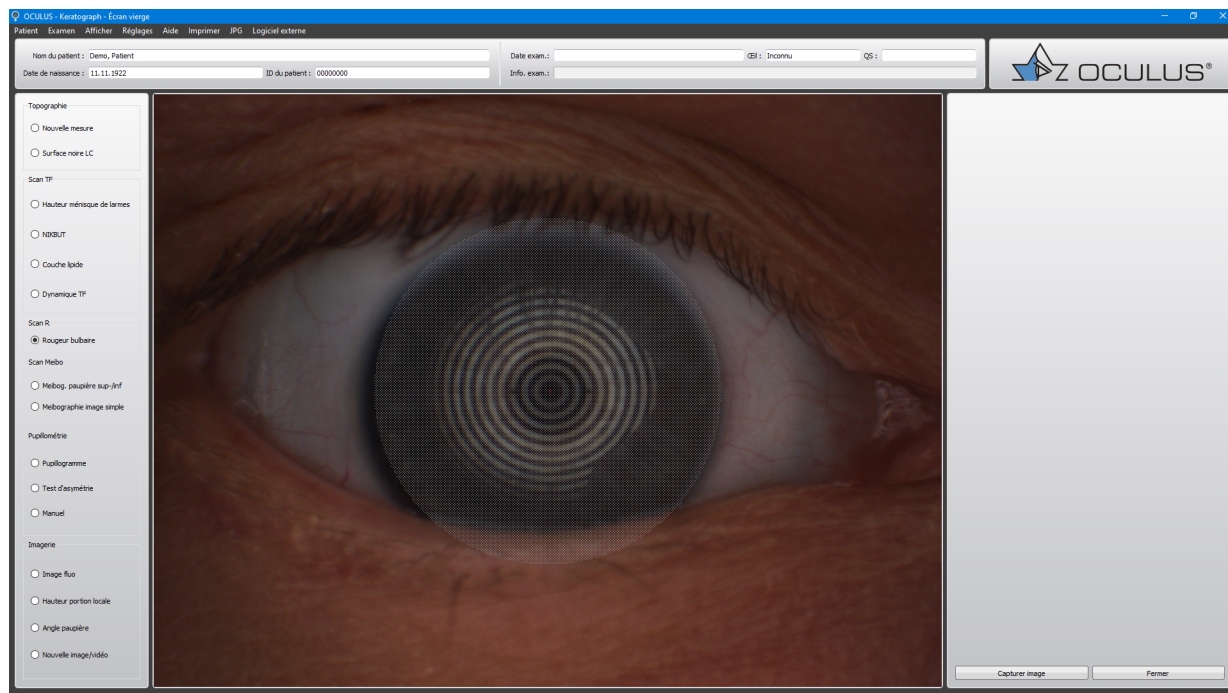 OCULUS - Keratograph - Écran vierge
Patient Examen Afficher Réglages Aide Imprimer JPG Logiciel externe
Nom du patient : Demo, Patient
Date de naissance : 11.11.1922 ID du patient : 00000000
Date exam.: Œil : Inconnu QS :
Info. exam.:
OCULUS®
Topographie
Nouvelle mesure
Surface noire LC
Scan TF
Hauteur ménisque de larmes
NIKBUT
Couche lipide
Dynamique TF
Scan R
Rougeur bulbaire
Scan Meibo
Meibog. paupière sup-/inf
Meibographie image simple
Pupillométrie
Pupillogramme
Test d'asymétrie
Manuel
Imagerie
Image fluo
Hauteur portion locale
Angle paupière
Nouvelle image/vidéo
Capturer image Fermer